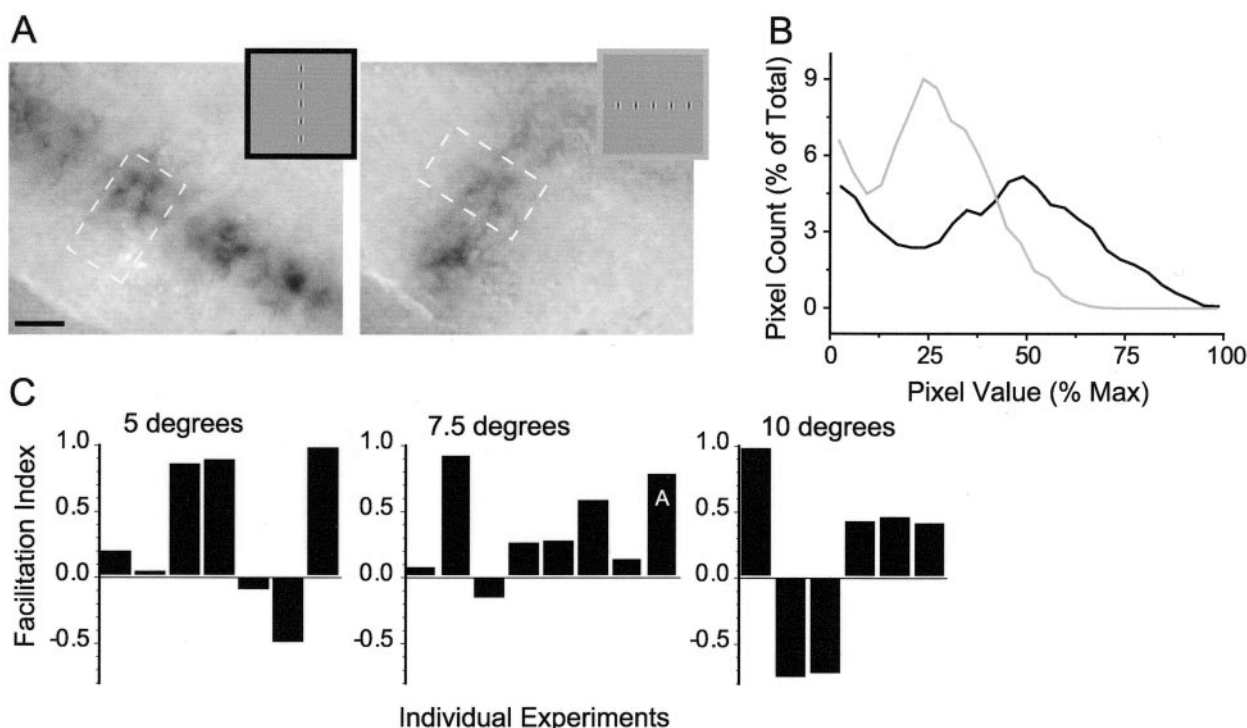 A
B
Pixel Count (% of Total)
9
6
3
0
0
25
50
75
100
Pixel Value (% Max)
C
Facilitation Index
5 degrees
1.0
0.5
0.0
-0.5
7.5 degrees
1.0
0.5
0.0
-0.5
A
10 degrees
1.0
0.5
0.0
-0.5
Individual Experiments